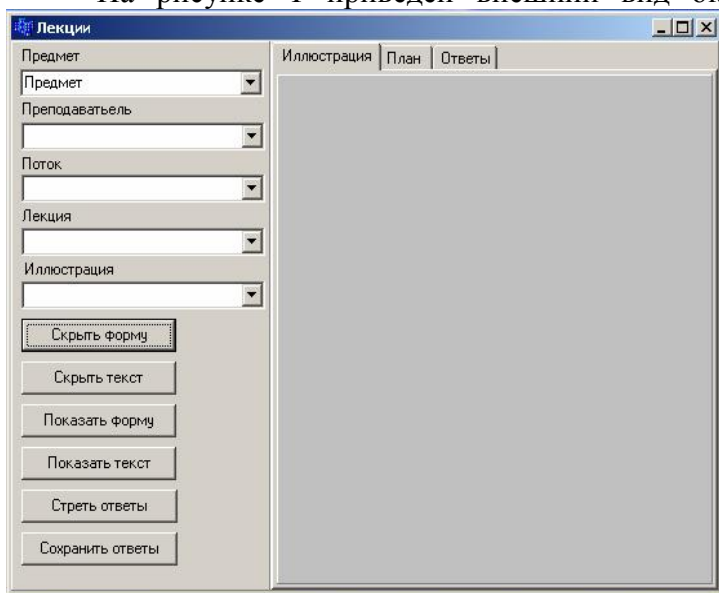 На рисунке 1 приведен внешний вид
Лекции
Предмет
Предмет
Преподаватьель
Поток
Лекция
Иллюстрация
Скрыть форму
Скрыть текст
Показать форму
Показать текст
Стреть ответы
Сохранить ответы
Иллюстрация План Ответы